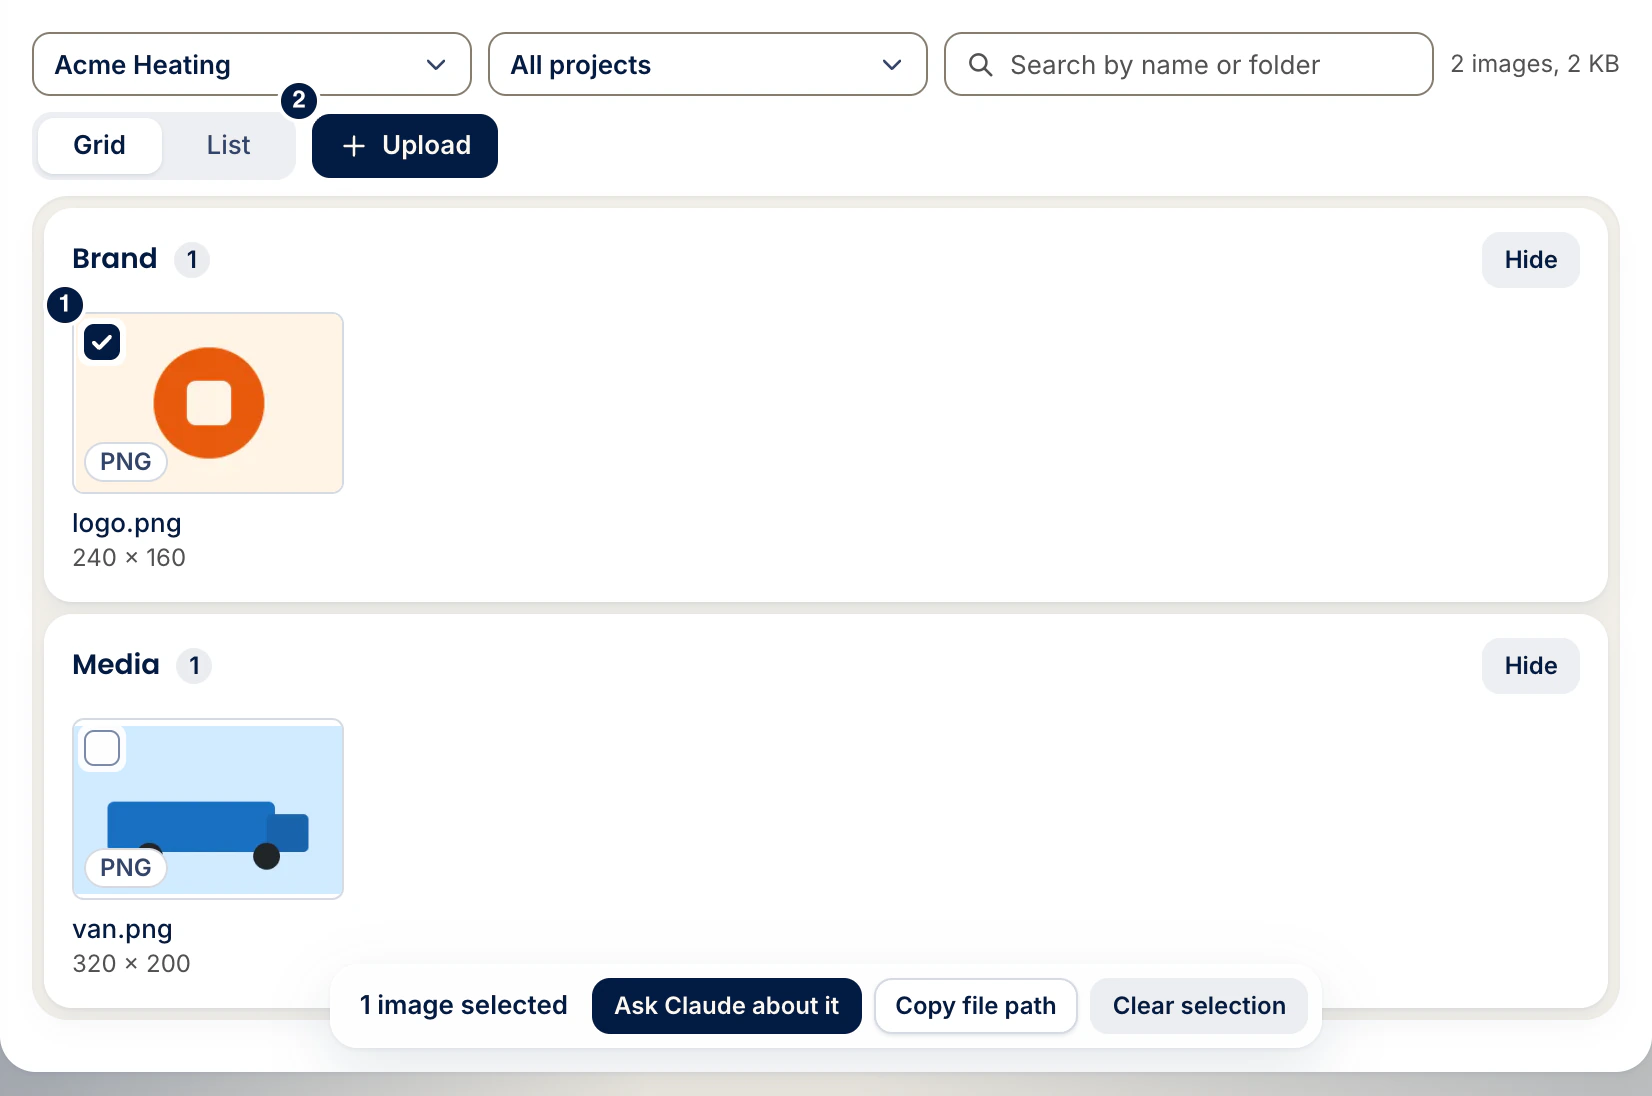 Acme Heating
All projects
Search by name or folder
2 images, 2 KB
2
Grid
List
+ Upload
Brand 1
Hide
1
PNG
logo.png
240 × 160
Media 1
Hide
PNG
van.png
320 × 200
1 image selected
Ask Claude about it
Copy file path
Clear selection